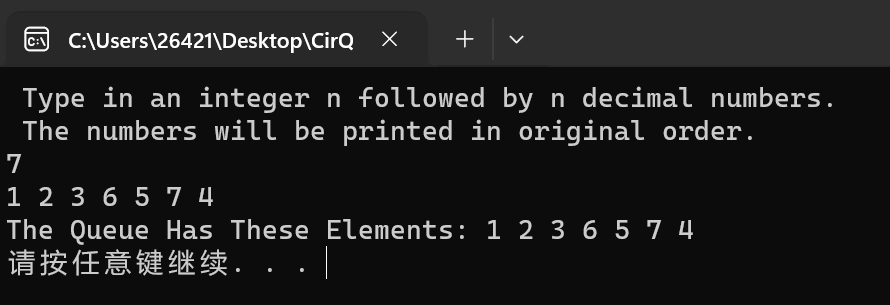 C:\Users\26421\Desktop\CirQ
Type in an integer n followed by n decimal numbers.
The numbers will be printed in original order.
7
1 2 3 6 5 7 4
The Queue Has These Elements: 1 2 3 6 5 7 4
请按任意键继续. . .